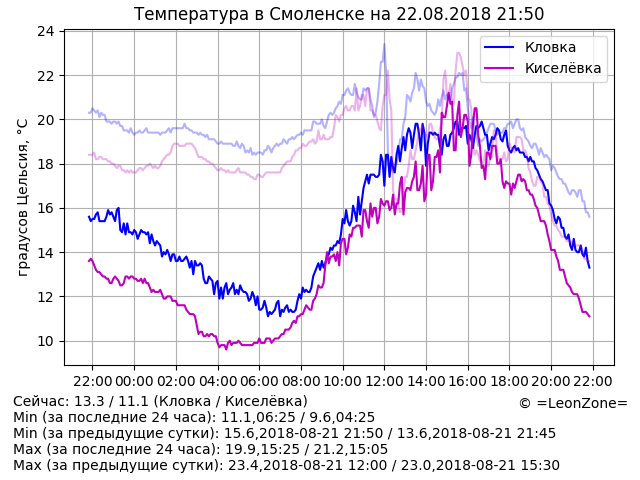 Температура в Смоленске на 22.08.2018 21:50
Кловка
Киселёвка
градусов Цельсия, °C
24
22
20
18
16
14
12
10
22:00 00:00 02:00 04:00 06:00 08:00 10:00 12:00 14:00 16:00 18:00 20:00 22:00
Сейчас: 13.3 / 11.1 (Кловка / Киселёвка)
© =LeonZone=
Min (за последние 24 часа): 11.1,06:25 / 9.6,04:25
Min (за предыдущие сутки): 15.6,2018-08-21 21:50 / 13.6,2018-08-21 21:45
Max (за последние 24 часа): 19.9,15:25 / 21.2,15:05
Max (за предыдущие сутки): 23.4,2018-08-21 12:00 / 23.0,2018-08-21 15:30